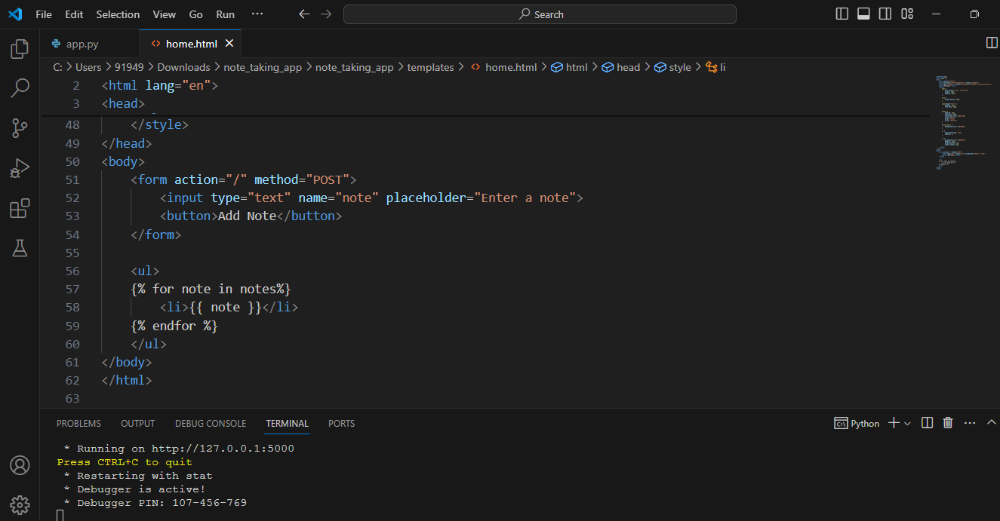 File Edit Selection View Go Run ··· Search
app.py home.html
C: > Users > 91949 > Downloads > note_taking_app > note_taking_app > templates > home.html > html > head > style > li
2 <html lang="en">
3 <head>
48 </style>
49 </head>
50 <body>
51 <form action="/" method="POST">
52 <input type="text" name="note" placeholder="Enter a note">
53 <button>Add Note</button>
54 </form>
55
56 <ul>
57 {% for note in notes%}
58 <li>{{ note }}</li>
59 {% endfor %}
60 </ul>
61 </body>
62 </html>
63
PROBLEMS OUTPUT DEBUG CONSOLE TERMINAL PORTS Python
* Running on http://127.0.0.1:5000
Press CTRL+C to quit
* Restarting with stat
* Debugger is active!
* Debugger PIN: 107-456-769